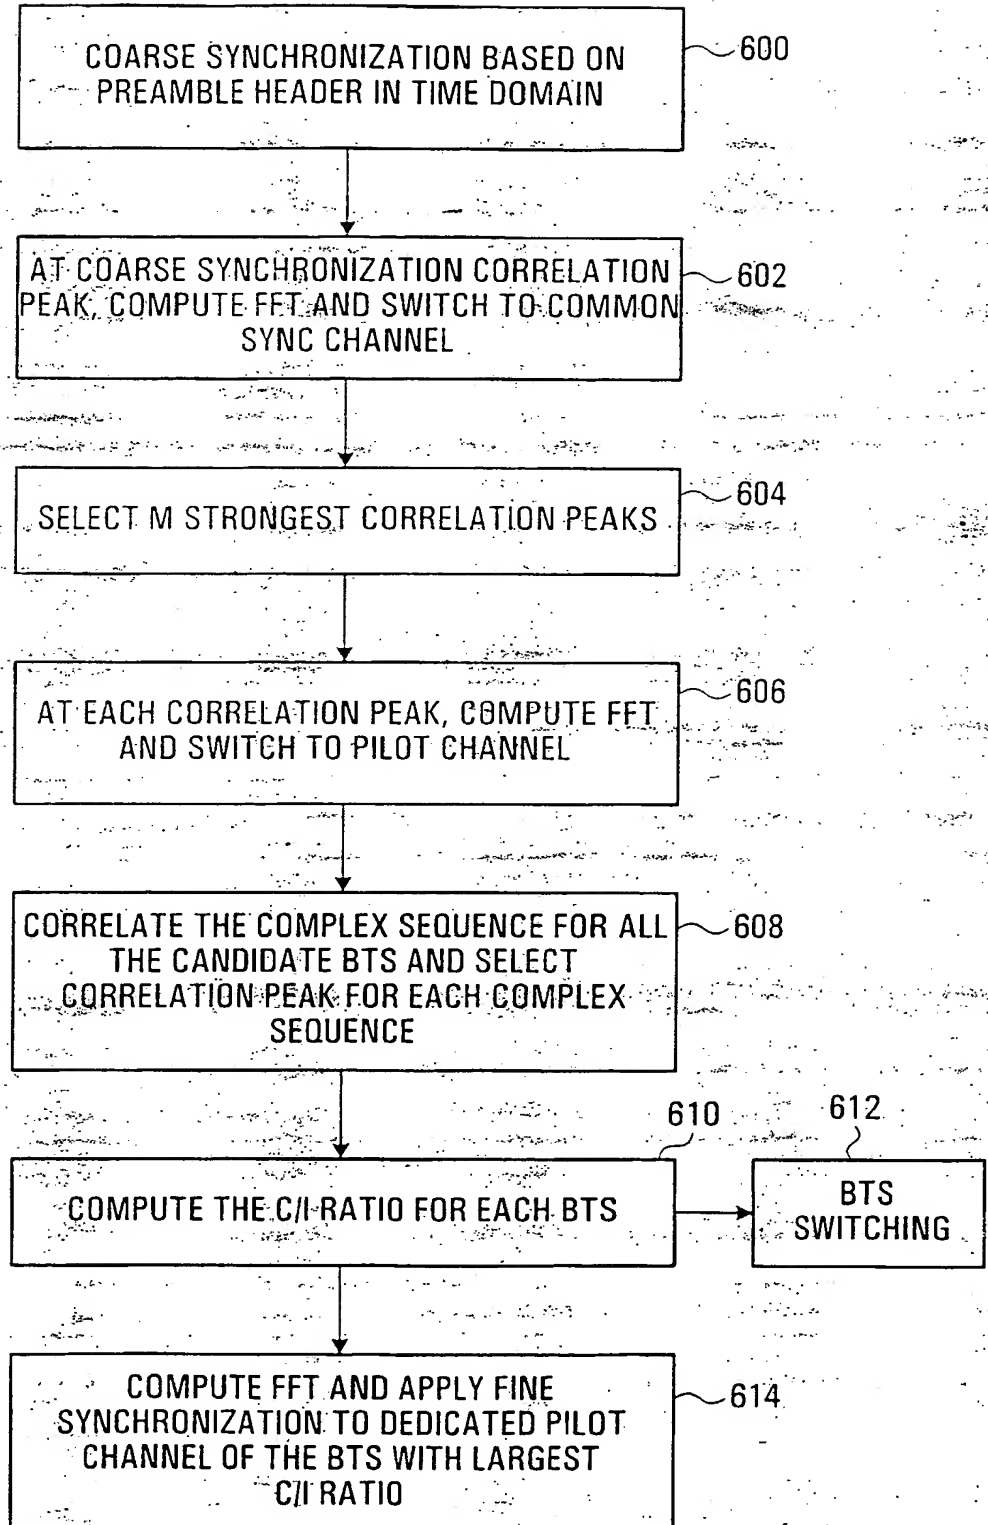 COARSE SYNCHRONIZATION BASED ON
PREAMBLE HEADER IN TIME DOMAIN
600
AT COARSE SYNCHRONIZATION CORRELATION
PEAK, COMPUTE FFT AND SWITCH TO COMMON
SYNC CHANNEL
602
SELECT M STRONGEST CORRELATION PEAKS
604
AT EACH CORRELATION PEAK, COMPUTE FFT
AND SWITCH TO PILOT CHANNEL
606
CORRELATE THE COMPLEX SEQUENCE FOR ALL
THE CANDIDATE BTS AND SELECT
CORRELATION PEAK FOR EACH COMPLEX
SEQUENCE
608
COMPUTE THE C/I RATIO FOR EACH BTS
610
BTS
SWITCHING
612
COMPUTE FFT AND APPLY FINE
SYNCHRONIZATION TO DEDICATED PILOT
CHANNEL OF THE BTS WITH LARGEST
C/I RATIO
614